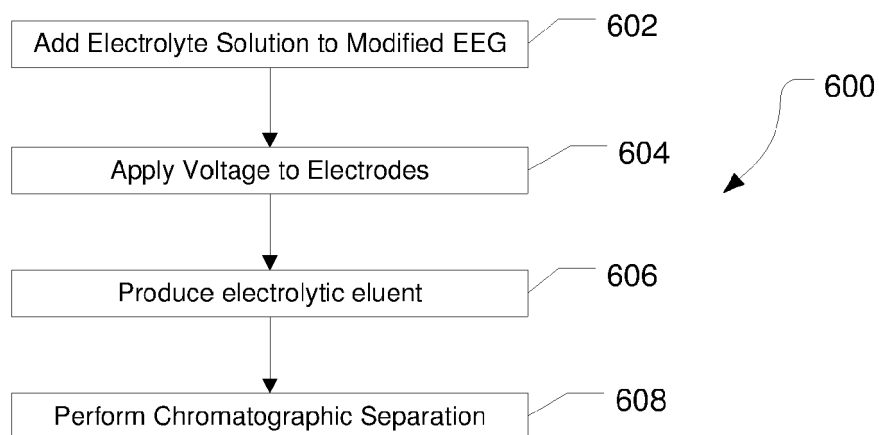 Add Electrolyte Solution to Modified EEG
602
600
Apply Voltage to Electrodes
604
Produce electrolytic eluent
606
Perform Chromatographic Separation
608